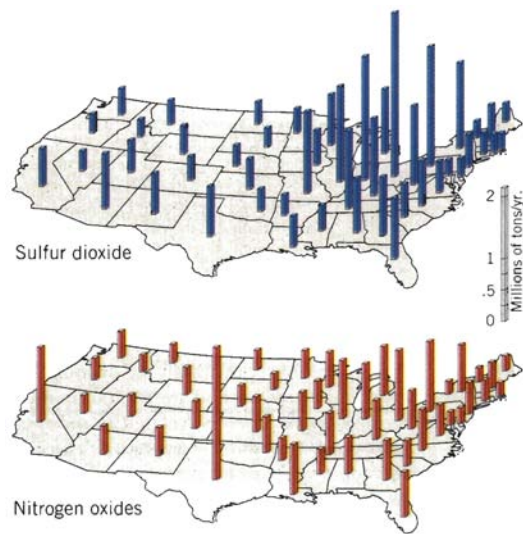 Sulfur dioxide
2
1
.5
0
Millions of tons/yr.
Nitrogen oxides